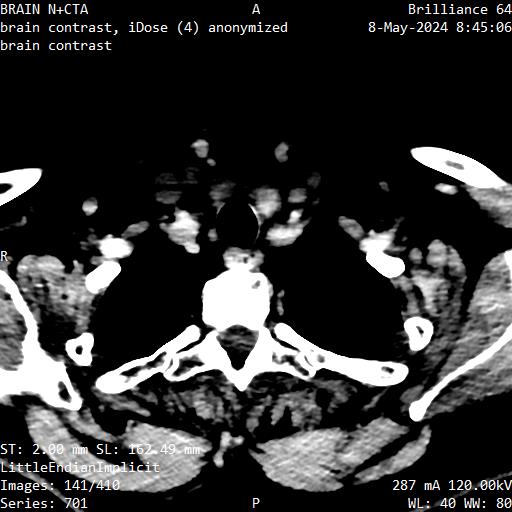 BRAIN N+CTA
A
Brilliance 64
brain contrast, iDose (4) anonymized
8-May-2024 8:45:06
brain contrast
R
ST: 2.00 mm SL: 162.49 mm
LittleEndianImplicit
Images: 141/410
287 mA 120.00kV
Series: 701
P
WL: 40 WW: 80